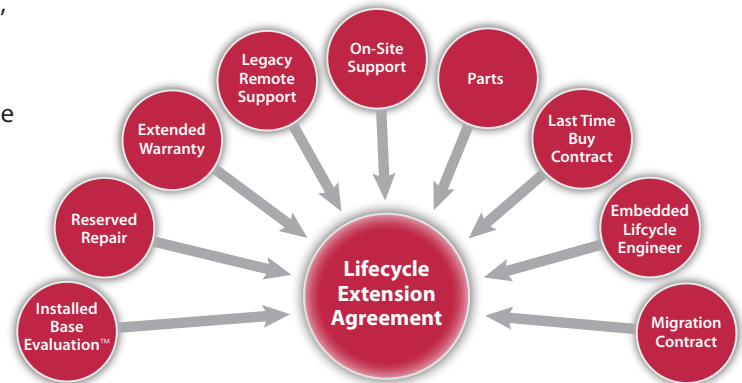 ,
e
On-Site
Support
Legacy
Remote
Support
Parts
Extended
Warranty
Last Time
Buy
Contract
Reserved
Repair
Embedded
Lifcycle
Engineer
Installed
Base
Evaluation™
Lifecycle
Extension
Agreement
Migration
Contract